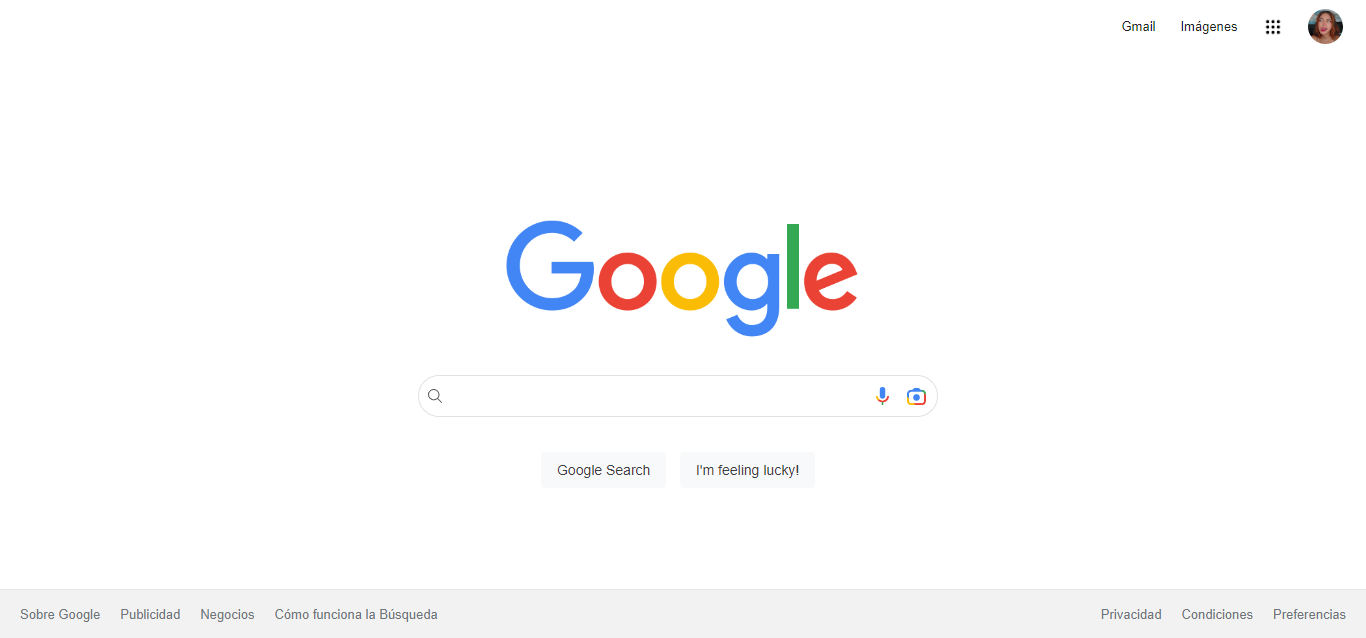 Gmail Imágenes
Google
Google Search I'm feeling lucky!
Sobre Google Publicidad Negocios Cómo funciona la Búsqueda Privacidad Condiciones Preferencias